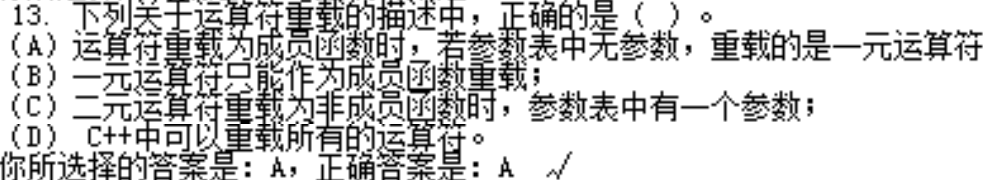 13. 下列关于运算符重载的描述中，正确的是（ ）。
（A）运算符重载为成员函数时，若参数表中无参数，重载的是一元运算符
（B）一元运算符只能作为成员函数重载；
（C）二元运算符重载为非成员函数时，参数表中有一个参数；
（D） C++中可以重载所有的运算符。
你所选择的答案是：A，正确答案是：A √